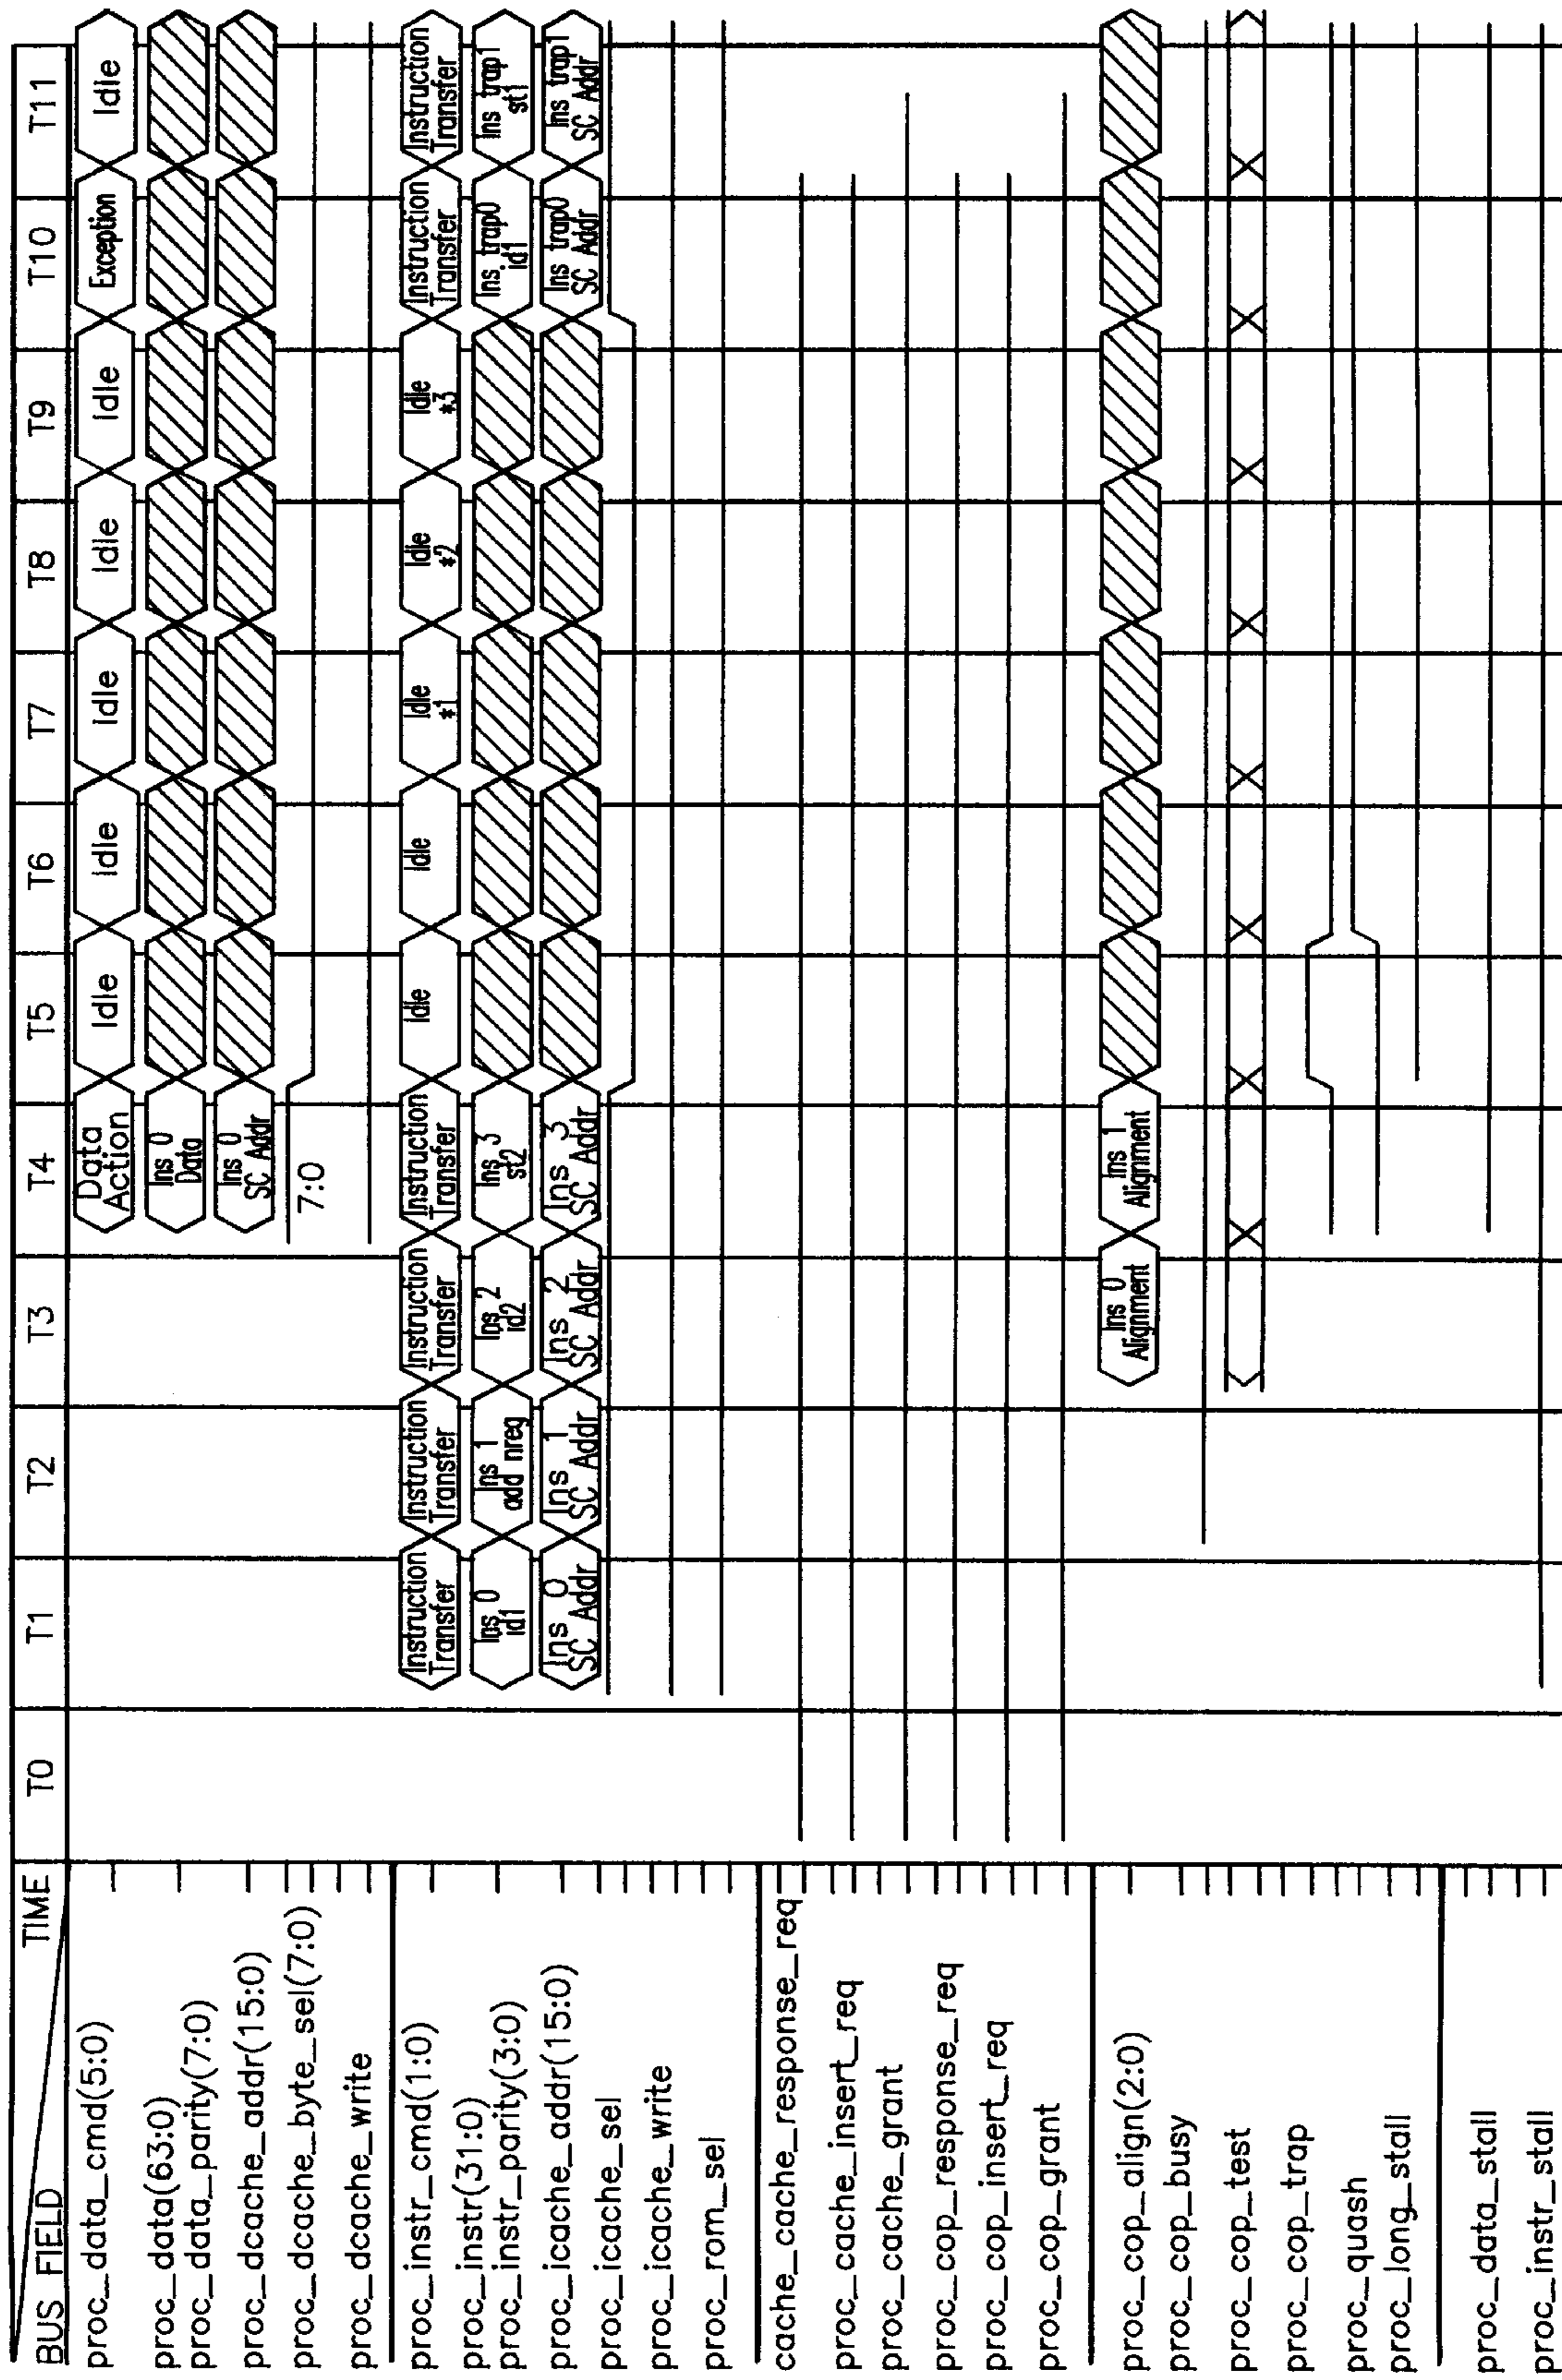 BUS FIELD TIME T0 T1 T2 T3 T4 T5 T6 T7 T8 T9 T10 T11
proc_data_cmd(5:0) Data Action Idle Idle Idle Idle Idle Exception Idle
proc_data(63:0) Ins 0 Data
proc_data_parity(7:0)
proc_dcache_addr(15:0) Ins 0 SC Addr
proc_dcache_byte_sel(7:0) 7:0
proc_dcache_write
proc_instr_cmd(1:0) Instruction Transfer Instruction Transfer Instruction Transfer Instruction Transfer Idle Idle Idle *1 Idle *2 Idle *3 Instruction Transfer Instruction Transfer
proc_instr(31:0) Ins 0 id1 Ins 1 add nreg Ins 2 id2 Ins 3 st2 Ins trap0 id1 Ins trap1 st1
proc_instr_parity(3:0)
proc_icache_addr(15:0) Ins 0 SC Addr Ins 1 SC Addr Ins 2 SC Addr Ins 3 SC Addr Ins trap0 SC Addr Ins trap1 SC Addr
proc_icache_sel
proc_icache_write
proc_rom_sel
cache_cache_response_req
proc_cache_insert_req
proc_cache_grant
proc_cop_response_req
proc_cop_insert_req
proc_cop_grant
proc_cop_align(2:0) Ins 0 Alignment Ins 1 Alignment
proc_cop_busy
proc_cop_test
proc_cop_trap
proc_quash
proc_long_stall
proc_data_stall
proc_instr_stall